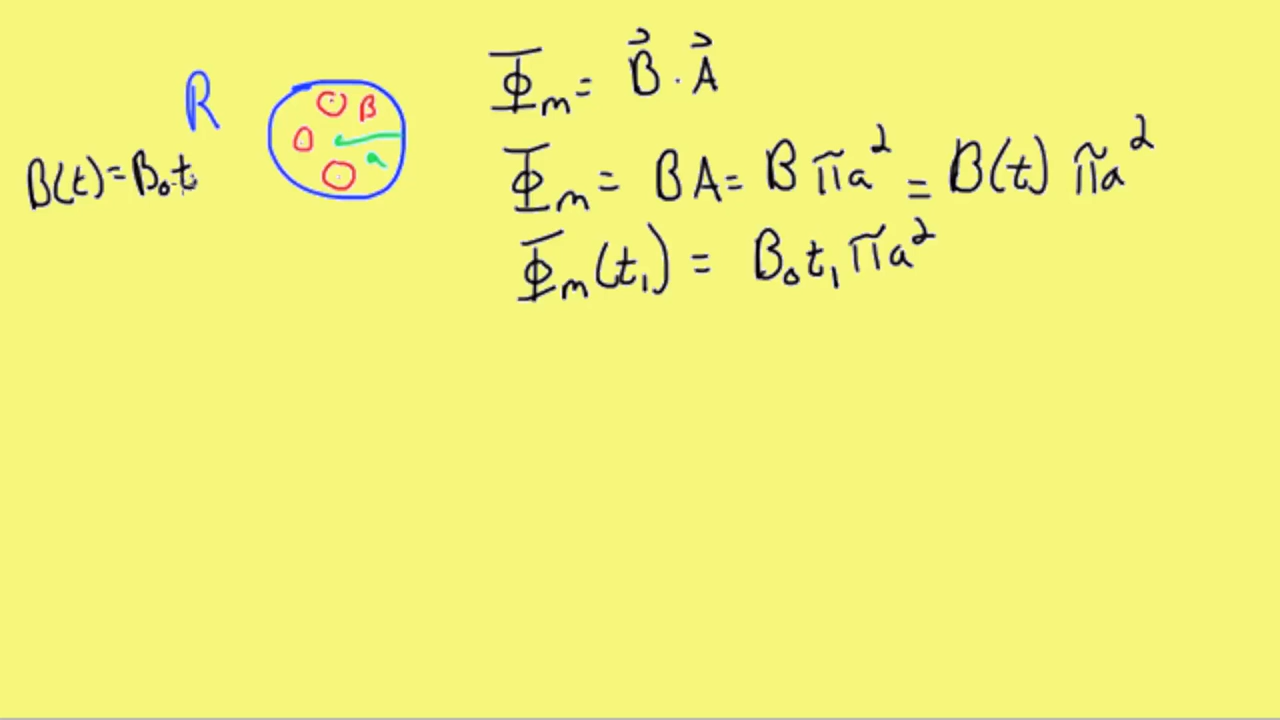 Φₘ = B⃗ · A⃗
R
B
a
B(t) = B₀t
Φₘ = BA = Bπa² = B(t) πa²
Φₘ(t₁) = B₀t₁πa²